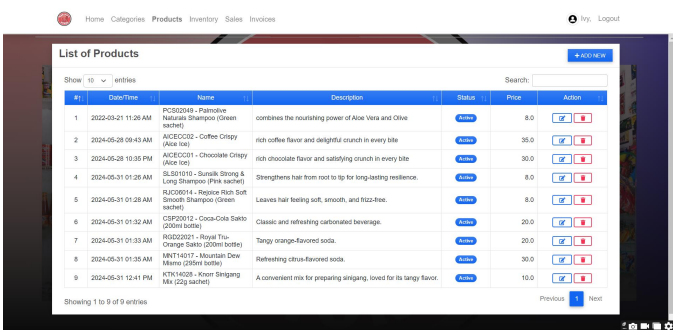 Home Categories Products Inventory Sales Invoices Ivy, Logout
List of Products
+ ADD NEW
Show 10 entries Search:
# Date/Time Name Description Status Price Action
1 2022-03-21 11:26 AM PCS02049 - Palmolive Naturals Shampoo (Green sachet) combines the nourishing power of Aloe Vera and Olive Active 8.0
2 2024-05-28 09:43 AM AICECC02 - Coffee Crispy (Aice Ice) rich coffee flavor and delightful crunch in every bite Active 35.0
3 2024-05-28 10:35 PM AICECC01 - Chocolate Crispy (Aice Ice) rich chocolate flavor and satisfying crunch in every bite Active 30.0
4 2024-05-31 01:26 AM SLS01010 - Sunsilk Strong & Long Shampoo (Pink sachet) Strengthens hair from root to tip for long-lasting resilience. Active 8.0
5 2024-05-31 01:28 AM RJC06014 - Rejoice Rich Soft Smooth Shampoo (Green sachet) Leaves hair feeling soft, smooth, and frizz-free. Active 8.0
6 2024-05-31 01:32 AM CSP20012 - Coca-Cola Sakto (200ml bottle) Classic and refreshing carbonated beverage. Active 20.0
7 2024-05-31 01:33 AM RGD22021 - Royal Tru-Orange Sakto (200ml bottle) Tangy orange-flavored soda. Active 20.0
8 2024-05-31 01:35 AM MNT14017 - Mountain Dew Mismo (295ml bottle) Refreshing citrus-flavored soda. Active 30.0
9 2024-05-31 12:41 PM KTK14028 - Knorr Sinigang Mix (22g sachet) A convenient mix for preparing sinigang, loved for its tangy flavor. Active 10.0
Showing 1 to 9 of 9 entries Previous 1 Next